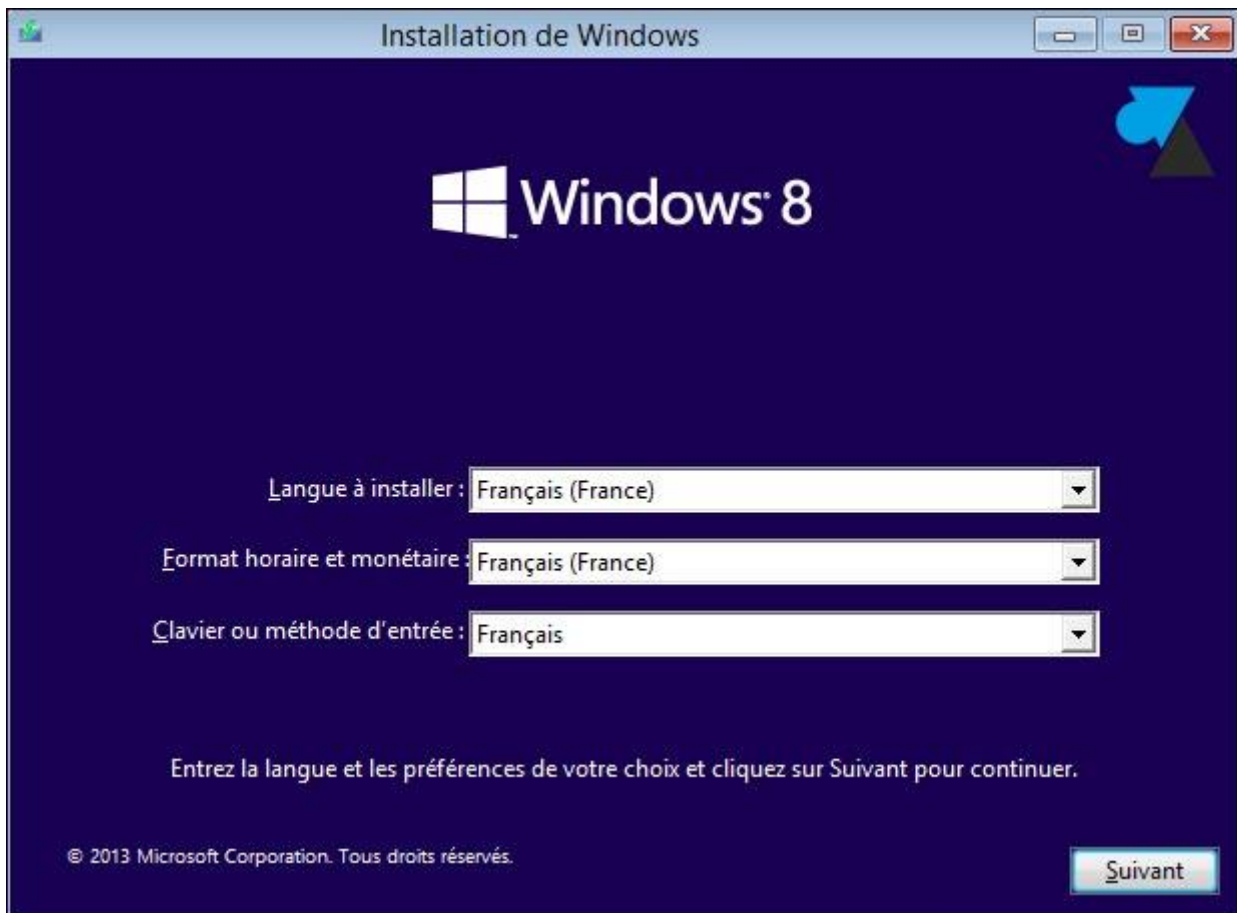 Installation de Windows
Windows® 8
Langue à installer : Français (France)
Format horaire et monétaire : Français (France)
Clavier ou méthode d'entrée : Français
Entrez la langue et les préférences de votre choix et cliquez sur Suivant pour continuer.
© 2013 Microsoft Corporation. Tous droits réservés.
Suivant